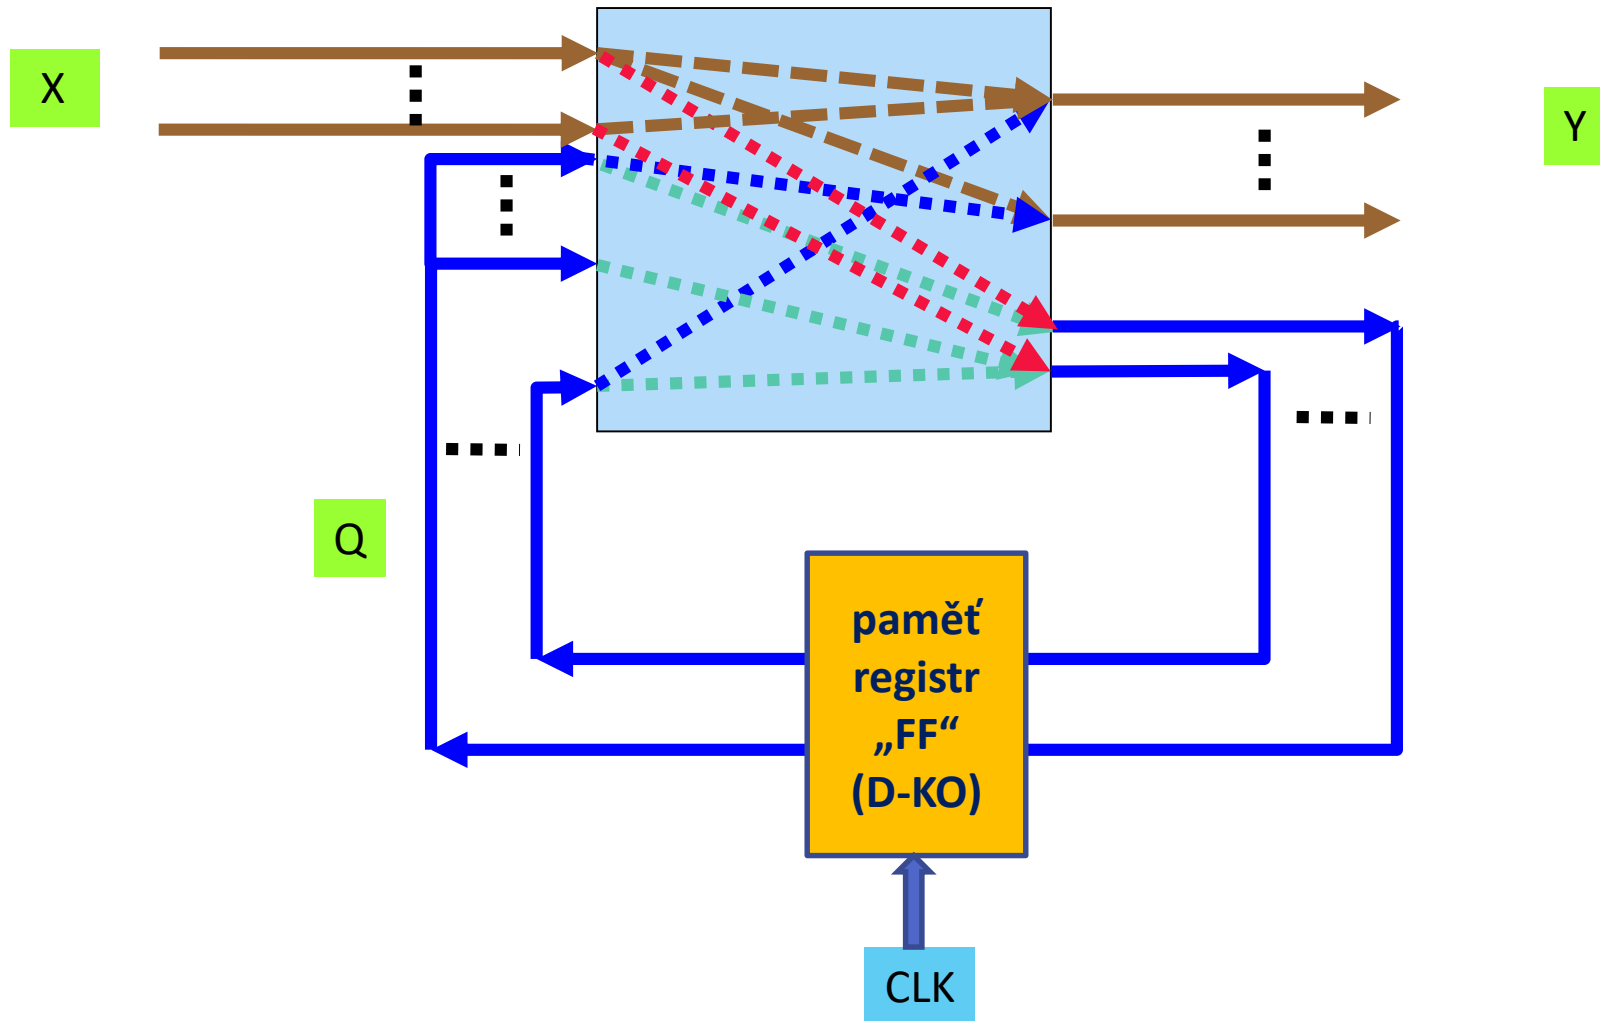 X
Y
Q
paměť
registr
„FF“
(D-KO)
CLK